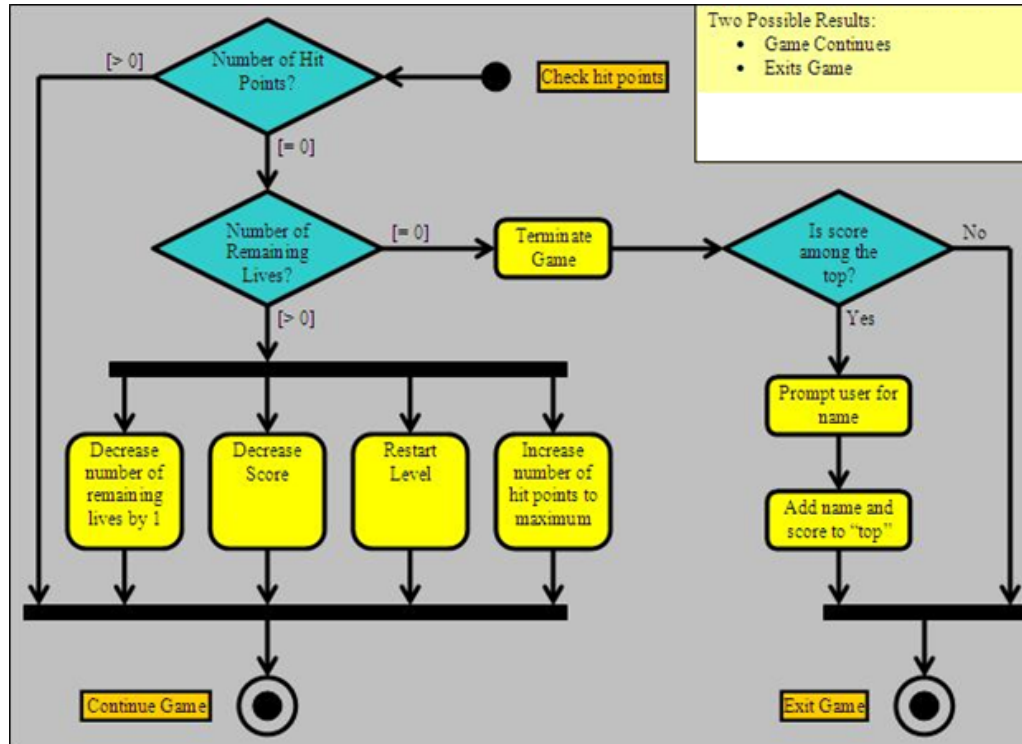 Two Possible Results:
• Game Continues
• Exits Game
[> 0]
Number of Hit
Points?
Check hit points
[= 0]
Number of
Remaining
Lives?
[= 0]
Terminate
Game
Is score
among the
top?
No
[> 0]
Yes
Prompt user for
name
Decrease
number of
remaining
lives by 1
Decrease
Score
Restart
Level
Increase
number of
hit points to
maximum
Add name and
score to “top”
Continue Game
Exit Game